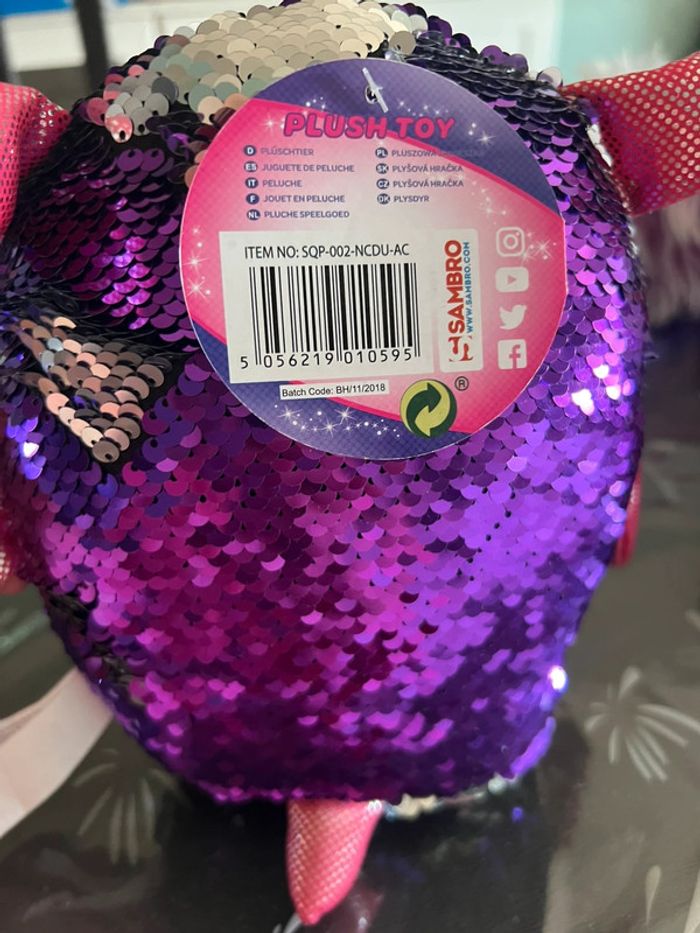 PLUSH TOY
D PLÜSCHTIER
ES JUGUETE DE PELUCHE
IT PELUCHE
F JOUET EN PELUCHE
NL PLUCHE SPEELGOED
PL PLUSZOWA
SK PLYŠOVÁ HRAČKA
CZ PLYŠOVÁ HRAČKA
DK PLYSDYR
ITEM NO: SQP-002-NCDU-AC
5 056219 010595
SAMBRO
WWW.SAMBRO.COM
Batch Code: BH/11/2018
®